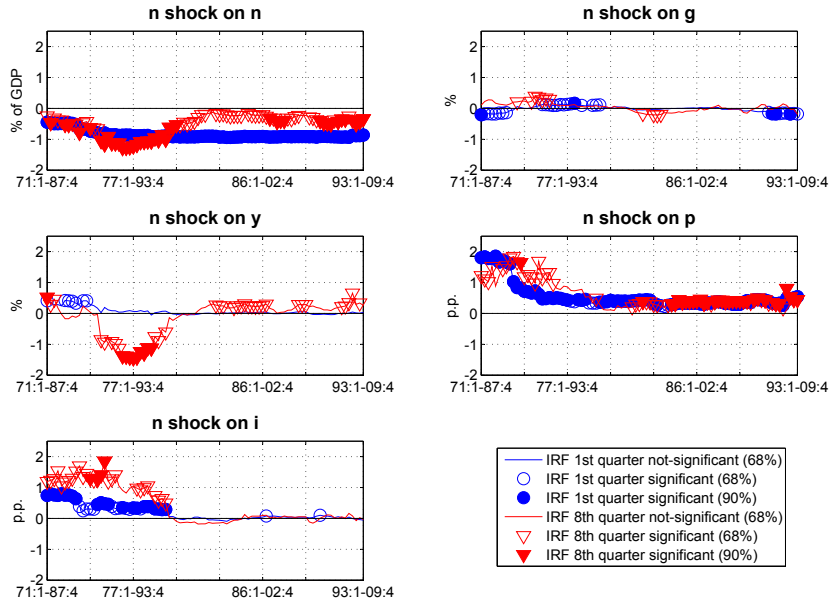 n shock on n
% of GDP
2
1
0
-1
-2
71:1-87:4 77:1-93:4 86:1-02:4 93:1-09:4
n shock on g
%
2
1
0
-1
-2
71:1-87:4 77:1-93:4 86:1-02:4 93:1-09:4
n shock on y
%
2
1
0
-1
-2
71:1-87:4 77:1-93:4 86:1-02:4 93:1-09:4
n shock on p
p.p.
2
1
0
-1
-2
71:1-87:4 77:1-93:4 86:1-02:4 93:1-09:4
n shock on i
p.p.
2
1
0
-1
-2
71:1-87:4 77:1-93:4 86:1-02:4 93:1-09:4
IRF 1st quarter not-significant (68%)
IRF 1st quarter significant (68%)
IRF 1st quarter significant (90%)
IRF 8th quarter not-significant (68%)
IRF 8th quarter significant (68%)
IRF 8th quarter significant (90%)